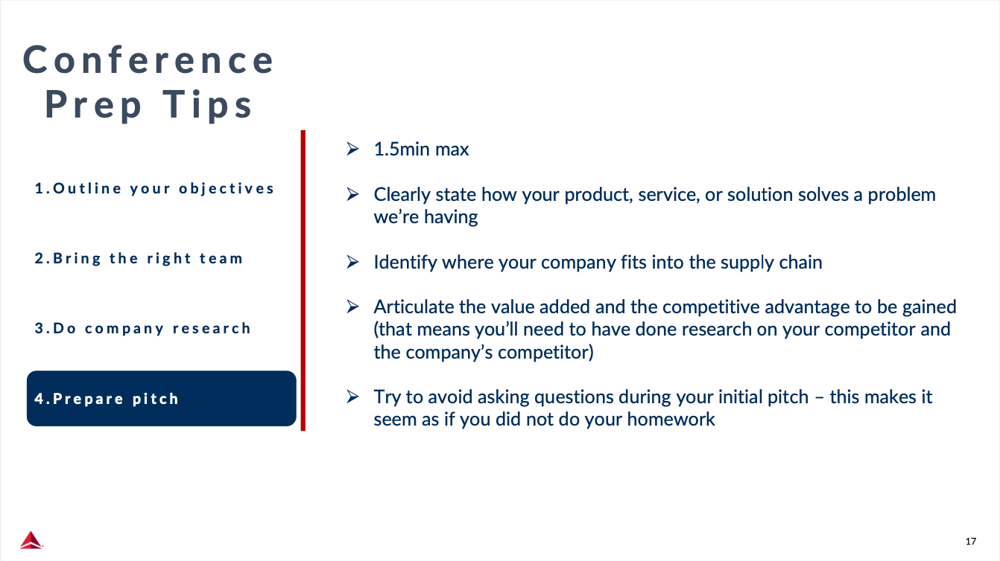 Conference
Prep Tips
1.Outline your objectives
2.Bring the right team
3.Do company research
4.Prepare pitch
➢ 1.5min max
➢ Clearly state how your product, service, or solution solves a problem
we’re having
➢ Identify where your company fits into the supply chain
➢ Articulate the value added and the competitive advantage to be gained
(that means you’ll need to have done research on your competitor and
the company’s competitor)
➢ Try to avoid asking questions during your initial pitch – this makes it
seem as if you did not do your homework
17